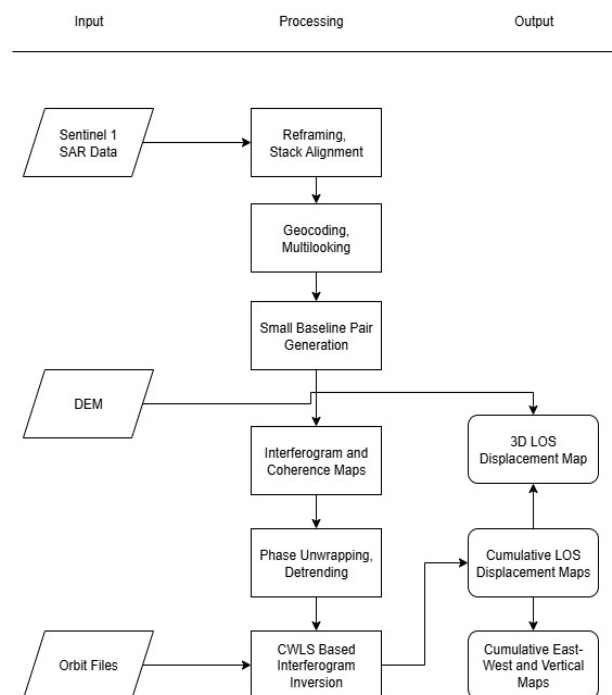 Input
Processing
Output
Sentinel 1
SAR Data
Reframing,
Stack Alignment
Geocoding,
Multilooking
Small Baseline Pair
Generation
DEM
3D LOS
Displacement Map
Interferogram and
Coherence Maps
Phase Unwrapping,
Detrending
Cumulative LOS
Displacement Maps
Orbit Files
CWLS Based
Interferogram
Inversion
Cumulative East-
West and Vertical
Maps